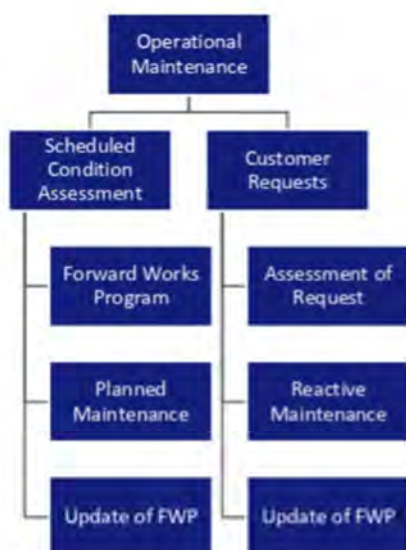 Operational
Maintenance
Scheduled
Condition
Assessment
Customer
Requests
Forward Works
Program
Assessment of
Request
Planned
Maintenance
Reactive
Maintenance
Update of FWP
Update of FWP